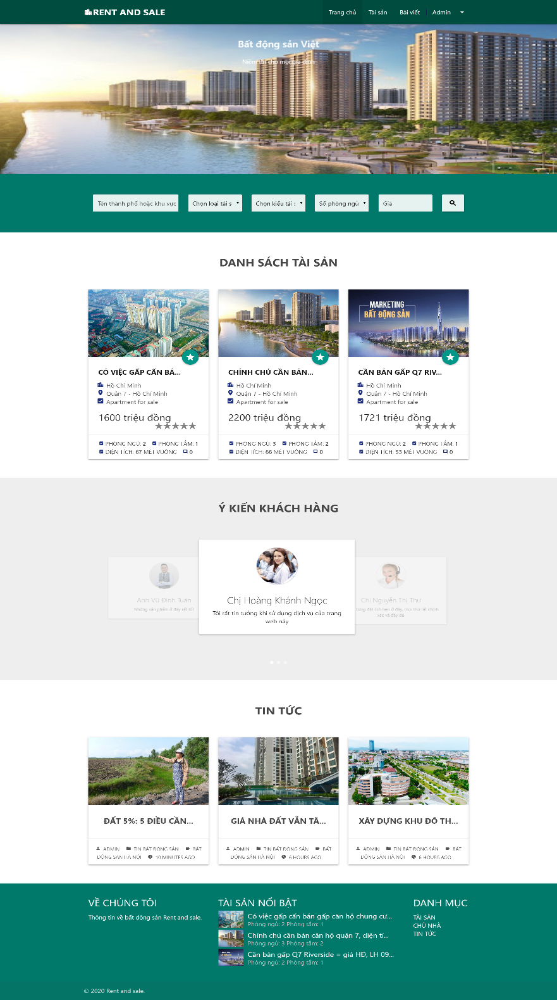 RENT AND SALE
Trang chủ Tài sản Bài viết Admin
Bất động sản Việt
Niềm tin cho mọi gia đình
Tên thành phố hoặc khu vực Chọn loại tài s Chọn kiểu tài s Số phòng ngủ Giá
DANH SÁCH TÀI SẢN
MARKETING
BẤT ĐỘNG SẢN
CÓ VIỆC GẤP CẦN BÁ... CHÍNH CHỦ CẦN BÁN... CẦN BÁN GẤP Q7 RIV...
Hồ Chí Minh Hồ Chí Minh Hồ Chí Minh
Quận 7 - Hồ Chí Minh Quận 7 - Hồ Chí Minh Quận 7 - Hồ Chí Minh
Apartment for sale Apartment for sale Apartment for sale
1600 triệu đồng 2200 triệu đồng 1721 triệu đồng
PHÒNG NGỦ: 2 PHÒNG TẮM: 1 PHÒNG NGỦ: 3 PHÒNG TẮM: 2 PHÒNG NGỦ: 2 PHÒNG TẮM: 1
DIỆN TÍCH: 67 MÉT VUÔNG 0 DIỆN TÍCH: 66 MÉT VUÔNG 0 DIỆN TÍCH: 53 MÉT VUÔNG 0
Ý KIẾN KHÁCH HÀNG
Anh Vũ Đình Tuân Chị Hoàng Khánh Ngọc Chị Nguyễn Thị Thư
Những sản phẩm ở đây rất tốt
Tôi rất tin tưởng khi sử dụng dịch vụ của trang
web này
đặt lịch hẹn ở đây, mọi thứ rất chính
xác và đầy đủ
TIN TỨC
ĐẤT 5%: 5 ĐIỀU CẦN... GIÁ NHÀ ĐẤT VẪN TĂ... XÂY DỰNG KHU ĐÔ TH...
ADMIN TIN BẤT ĐỘNG SẢN BẤT ADMIN TIN BẤT ĐỘNG SẢN BẤT ADMIN TIN BẤT ĐỘNG SẢN BẤT
ĐỘNG SẢN HÀ NỘI 10 MINUTES AGO ĐỘNG SẢN HÀ NỘI 6 HOURS AGO ĐỘNG SẢN HÀ NỘI 6 HOURS AGO
VỀ CHÚNG TÔI
Thông tin về bất động sản Rent and sale.
TÀI SẢN NỔI BẬT
Có việc gấp cần bán gấp căn hộ chung cư...
Phòng ngủ: 2 Phòng tắm: 1
Chính chủ cần bán căn hộ quận 7, diện tí...
Phòng ngủ: 3 Phòng tắm: 2
Cần bán gấp Q7 Riverside = giá HĐ, LH 09...
Phòng ngủ: 2 Phòng tắm: 1
DANH MỤC
TÀI SẢN
CHỦ NHÀ
TIN TỨC
© 2020 Rent and sale.